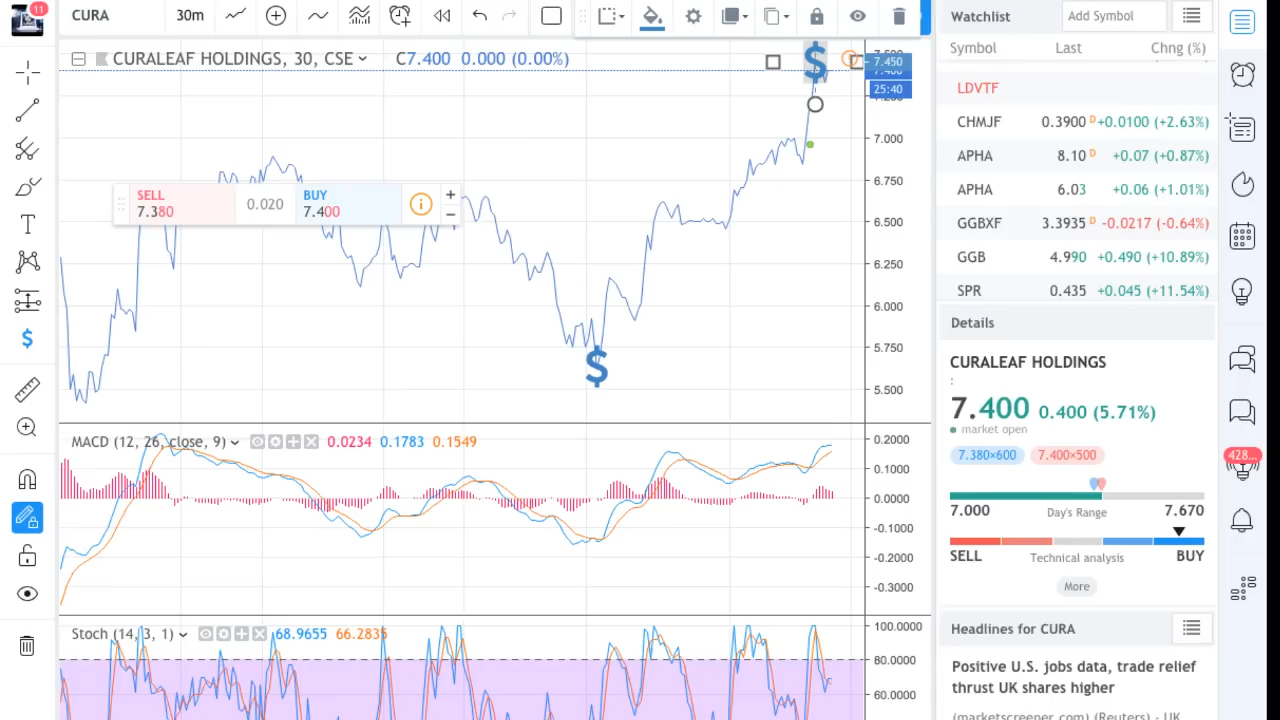 11
CURA
30m
CURALEAF HOLDINGS, 30, CSE
C7.400 0.000 (0.00%)
SELL
7.380
0.020
BUY
7.400
7.450
25:40
7.000
6.750
6.500
6.250
6.000
5.750
5.500
$
$
T
$
MACD (12, 26, close, 9)
0.0234 0.1783 0.1549
0.2000
0.1000
0.0000
-0.1000
-0.2000
-0.3000
Stoch (14, 3, 1)
68.9655 66.2835
100.0000
80.0000
60.0000
Watchlist
Add Symbol
Symbol Last Chng (%)
LDVTF
CHMJF 0.3900 D +0.0100 (+2.63%)
APHA 8.10 D +0.07 (+0.87%)
APHA 6.03 +0.06 (+1.01%)
GGBXF 3.3935 D -0.0217 (-0.64%)
GGB 4.990 +0.490 (+10.89%)
SPR 0.435 +0.045 (+11.54%)
Details
CURALEAF HOLDINGS
:
7.400 0.400 (5.71%)
market open
7.380×600 7.400×500
7.000 Day's Range 7.670
SELL Technical analysis BUY
More
Headlines for CURA
Positive U.S. jobs data, trade relief
thrust UK shares higher
(marketscreener.com) (Reuters) - UK
428...